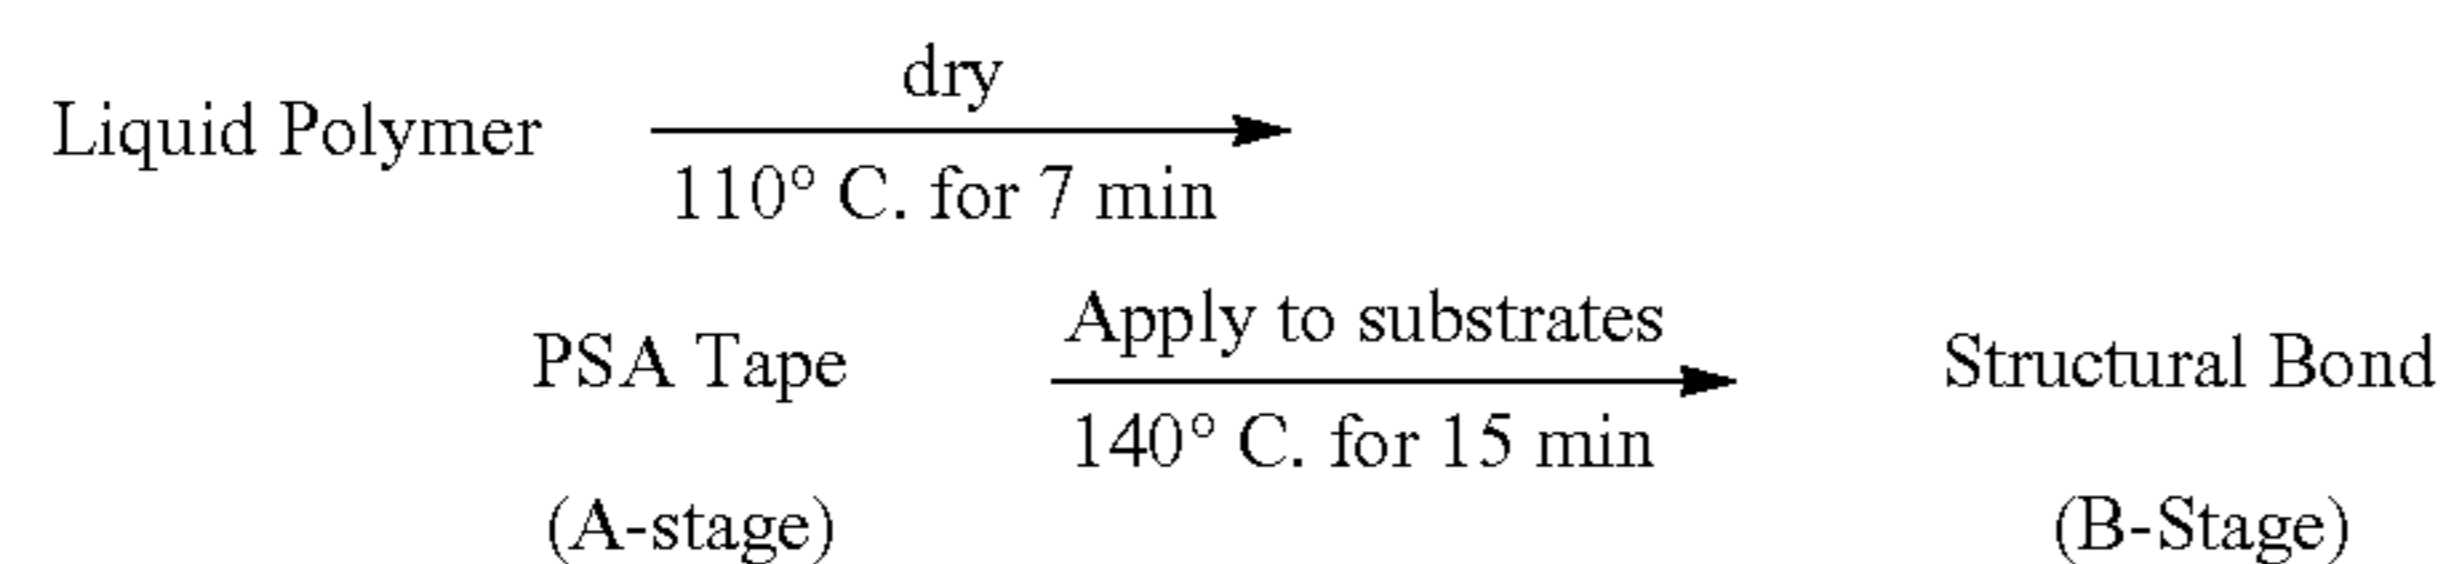 dry
Liquid Polymer
110° C. for 7 min
Apply to substrates
PSA Tape
Structural Bond
140° C. for 15 min
(A-stage)
(B-Stage)